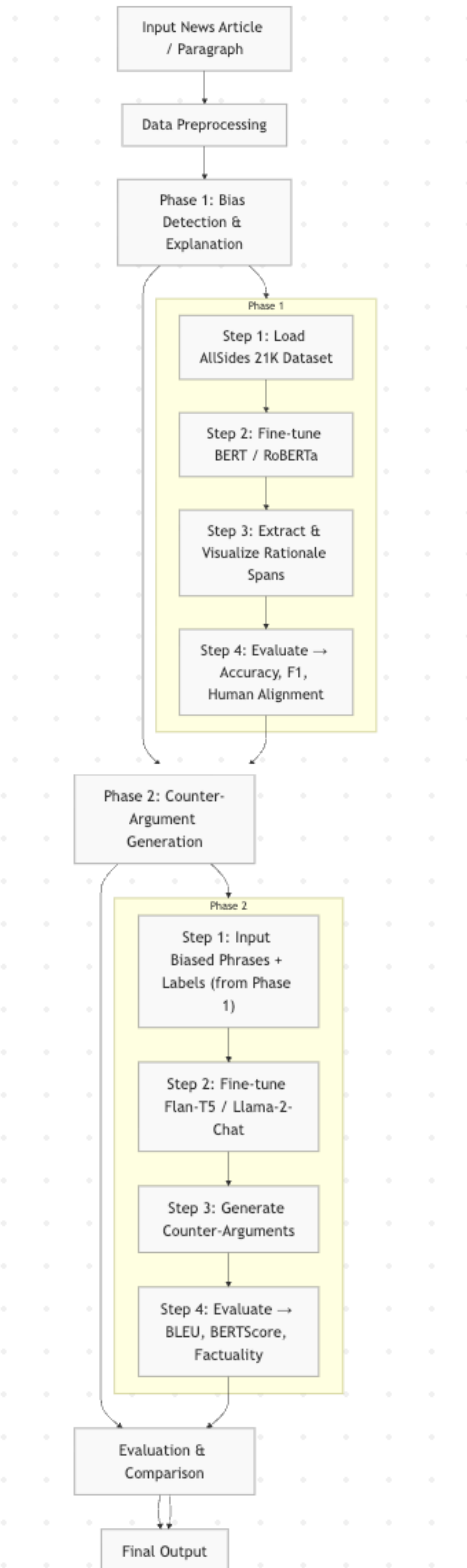 Input News Article
/ Paragraph
Data Preprocessing
Phase 1: Bias
Detection &
Explanation
Phase 1
Step 1: Load
AllSides 21K Dataset
Step 2: Fine-tune
BERT / RoBERTa
Step 3: Extract &
Visualize Rationale
Spans
Step 4: Evaluate →
Accuracy, F1,
Human Alignment
Phase 2: Counter-
Argument
Generation
Phase 2
Step 1: Input
Biased Phrases +
Labels (from Phase
1)
Step 2: Fine-tune
Flan-T5 / Llama-2-
Chat
Step 3: Generate
Counter-Arguments
Step 4: Evaluate →
BLEU, BERTScore,
Factuality
Evaluation &
Comparison
Final Output